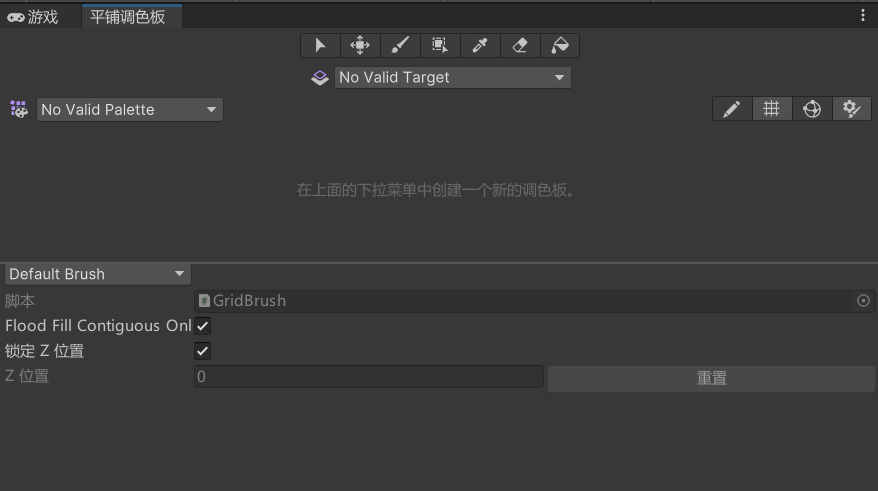 游戏
平铺调色板
No Valid Target
No Valid Palette
在上面的下拉菜单中创建一个新的调色板。
Default Brush
脚本
GridBrush
Flood Fill Contiguous Onl
锁定 Z 位置
Z 位置
0
重置